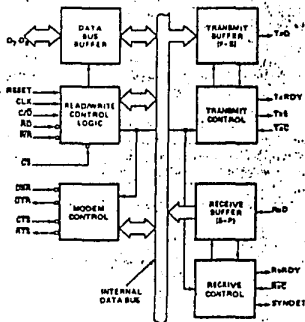 DATA
BUS
BUFFER
TRANSMIT
BUFFER
(P-S)
TxD
RESET
CLK
C/D
RD
WR
CS
READ/WRITE
CONTROL
LOGIC
TRANSMIT
CONTROL
TxRDY
TxE
TxC
DSR
DTR
CTS
RTS
MODEM
CONTROL
RECEIVE
BUFFER
(S-P)
RxD
INTERNAL
DATA BUS
RECEIVE
CONTROL
RxRDY
RxC
SYNDET